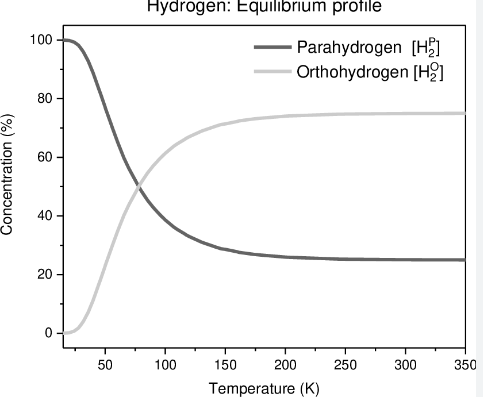 Hydrogen: Equilibrium profile
100
80
60
40
20
0
Concentration (%)
Parahydrogen [H₂ᴾ]
Orthohydrogen [H₂ᴼ]
50
100
150
200
250
300
350
Temperature (K)